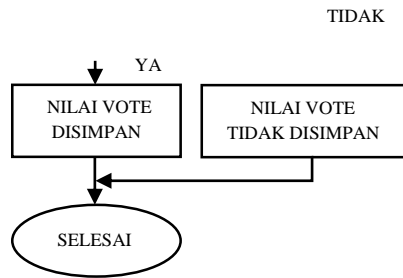 TIDAK
YA
NILAI VOTE
DISIMPAN
NILAI VOTE
TIDAK DISIMPAN
SELESAI